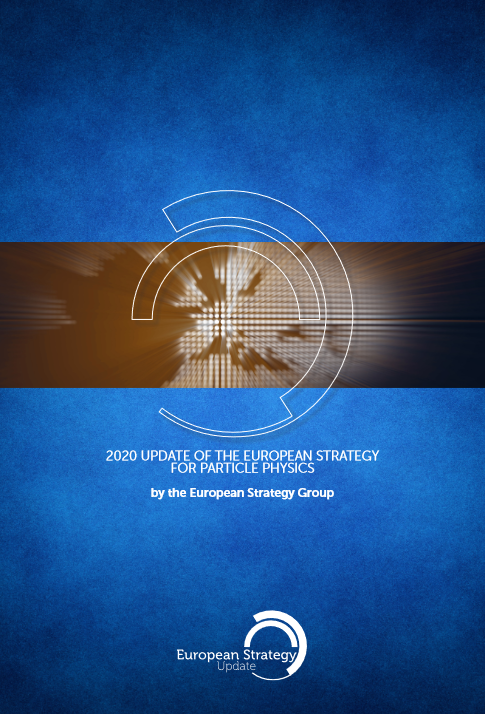 2020 UPDATE OF THE EUROPEAN STRATEGY
FOR PARTICLE PHYSICS
by the European Strategy Group
European Strategy
Update